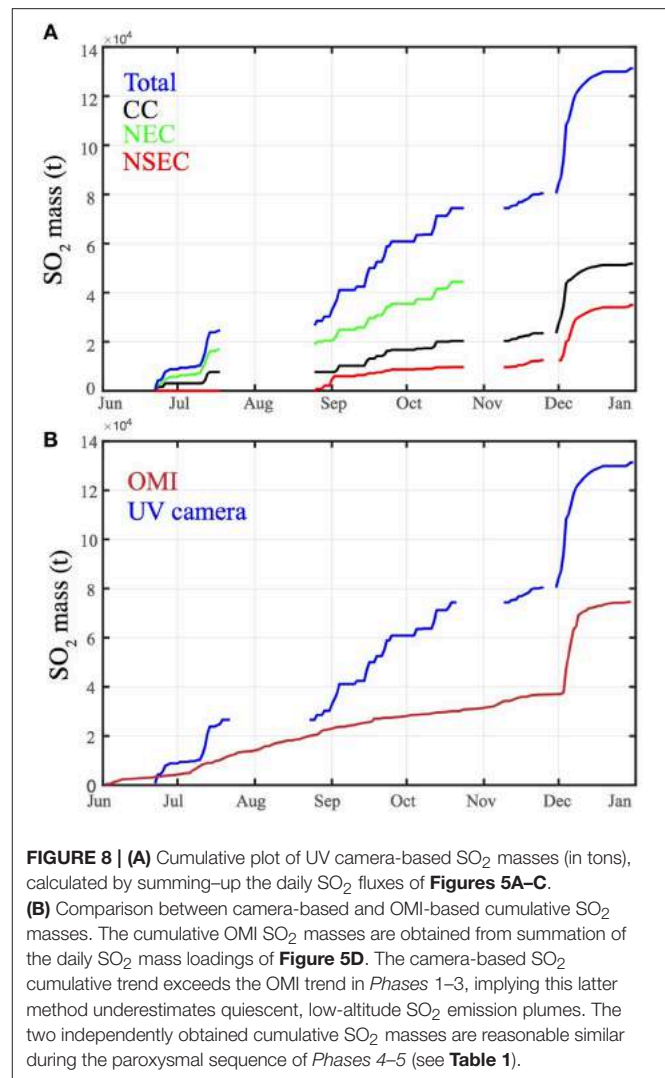 A
×10⁴
14
12
10
8
6
4
2
0
SO₂ mass (t)
Total
CC
NEC
NSEC
Jun Jul Aug Sep Oct Nov Dec Jan
B
×10⁴
14
12
10
8
6
4
2
0
SO₂ mass (t)
OMI
UV camera
Jun Jul Aug Sep Oct Nov Dec Jan
FIGURE 8 | (A) Cumulative plot of UV camera-based SO₂ masses (in tons),
calculated by summing–up the daily SO₂ fluxes of Figures 5A–C.
(B) Comparison between camera-based and OMI-based cumulative SO₂
masses. The cumulative OMI SO₂ masses are obtained from summation of
the daily SO₂ mass loadings of Figure 5D. The camera-based SO₂
cumulative trend exceeds the OMI trend in Phases 1–3, implying this latter
method underestimates quiescent, low-altitude SO₂ emission plumes. The
two independently obtained cumulative SO₂ masses are reasonable similar
during the paroxysmal sequence of Phases 4–5 (see Table 1).